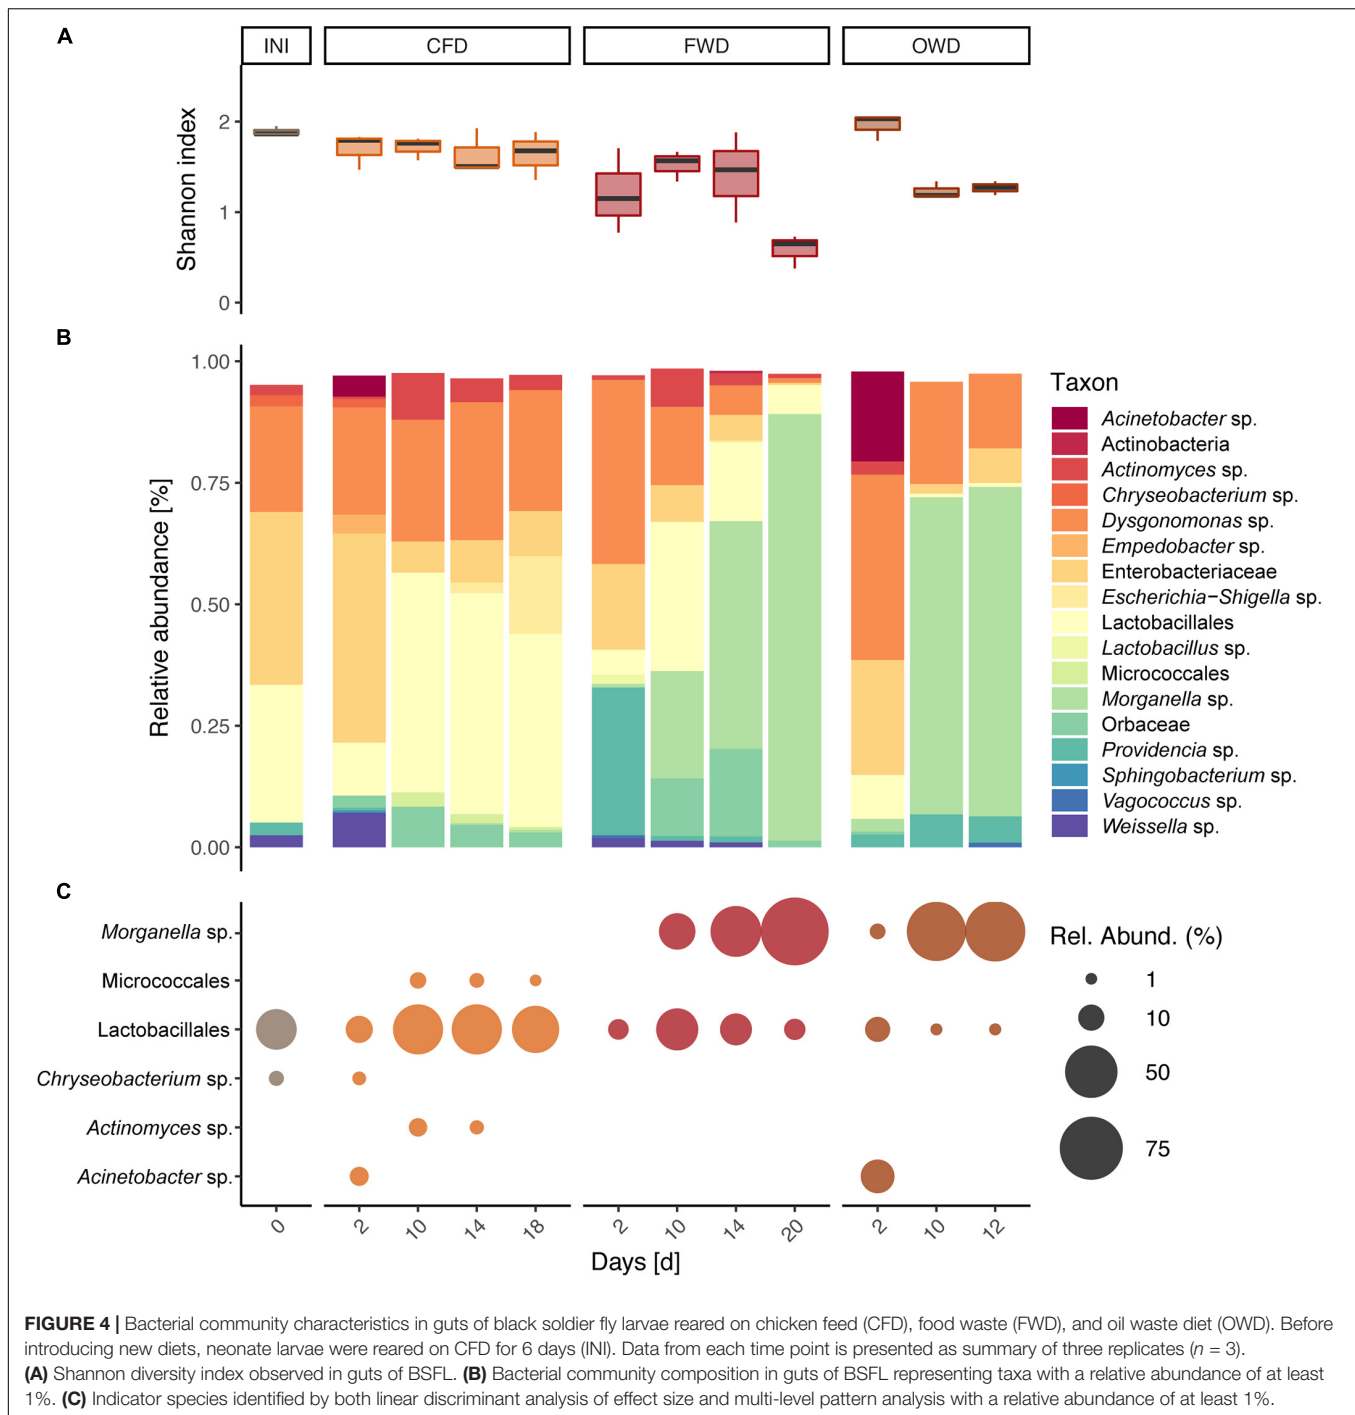 A
INI CFD FWD OWD
Shannon index
2
1
0
B
Relative abundance [%]
1.00
0.75
0.50
0.25
0.00
Taxon
Acinetobacter sp.
Actinobacteria
Actinomyces sp.
Chryseobacterium sp.
Dysgonomonas sp.
Empedobacter sp.
Enterobacteriaceae
Escherichia−Shigella sp.
Lactobacillales
Lactobacillus sp.
Micrococcales
Morganella sp.
Orbaceae
Providencia sp.
Sphingobacterium sp.
Vagococcus sp.
Weissella sp.
C
Morganella sp.
Micrococcales
Lactobacillales
Chryseobacterium sp.
Actinomyces sp.
Acinetobacter sp.
Rel. Abund. (%)
1
10
50
75
0 2 10 14 18 2 10 14 20 2 10 12
Days [d]
FIGURE 4 | Bacterial community characteristics in guts of black soldier fly larvae reared on chicken feed (CFD), food waste (FWD), and oil waste diet (OWD). Before
introducing new diets, neonate larvae were reared on CFD for 6 days (INI). Data from each time point is presented as summary of three replicates (n = 3).
(A) Shannon diversity index observed in guts of BSFL. (B) Bacterial community composition in guts of BSFL representing taxa with a relative abundance of at least
1%. (C) Indicator species identified by both linear discriminant analysis of effect size and multi-level pattern analysis with a relative abundance of at least 1%.